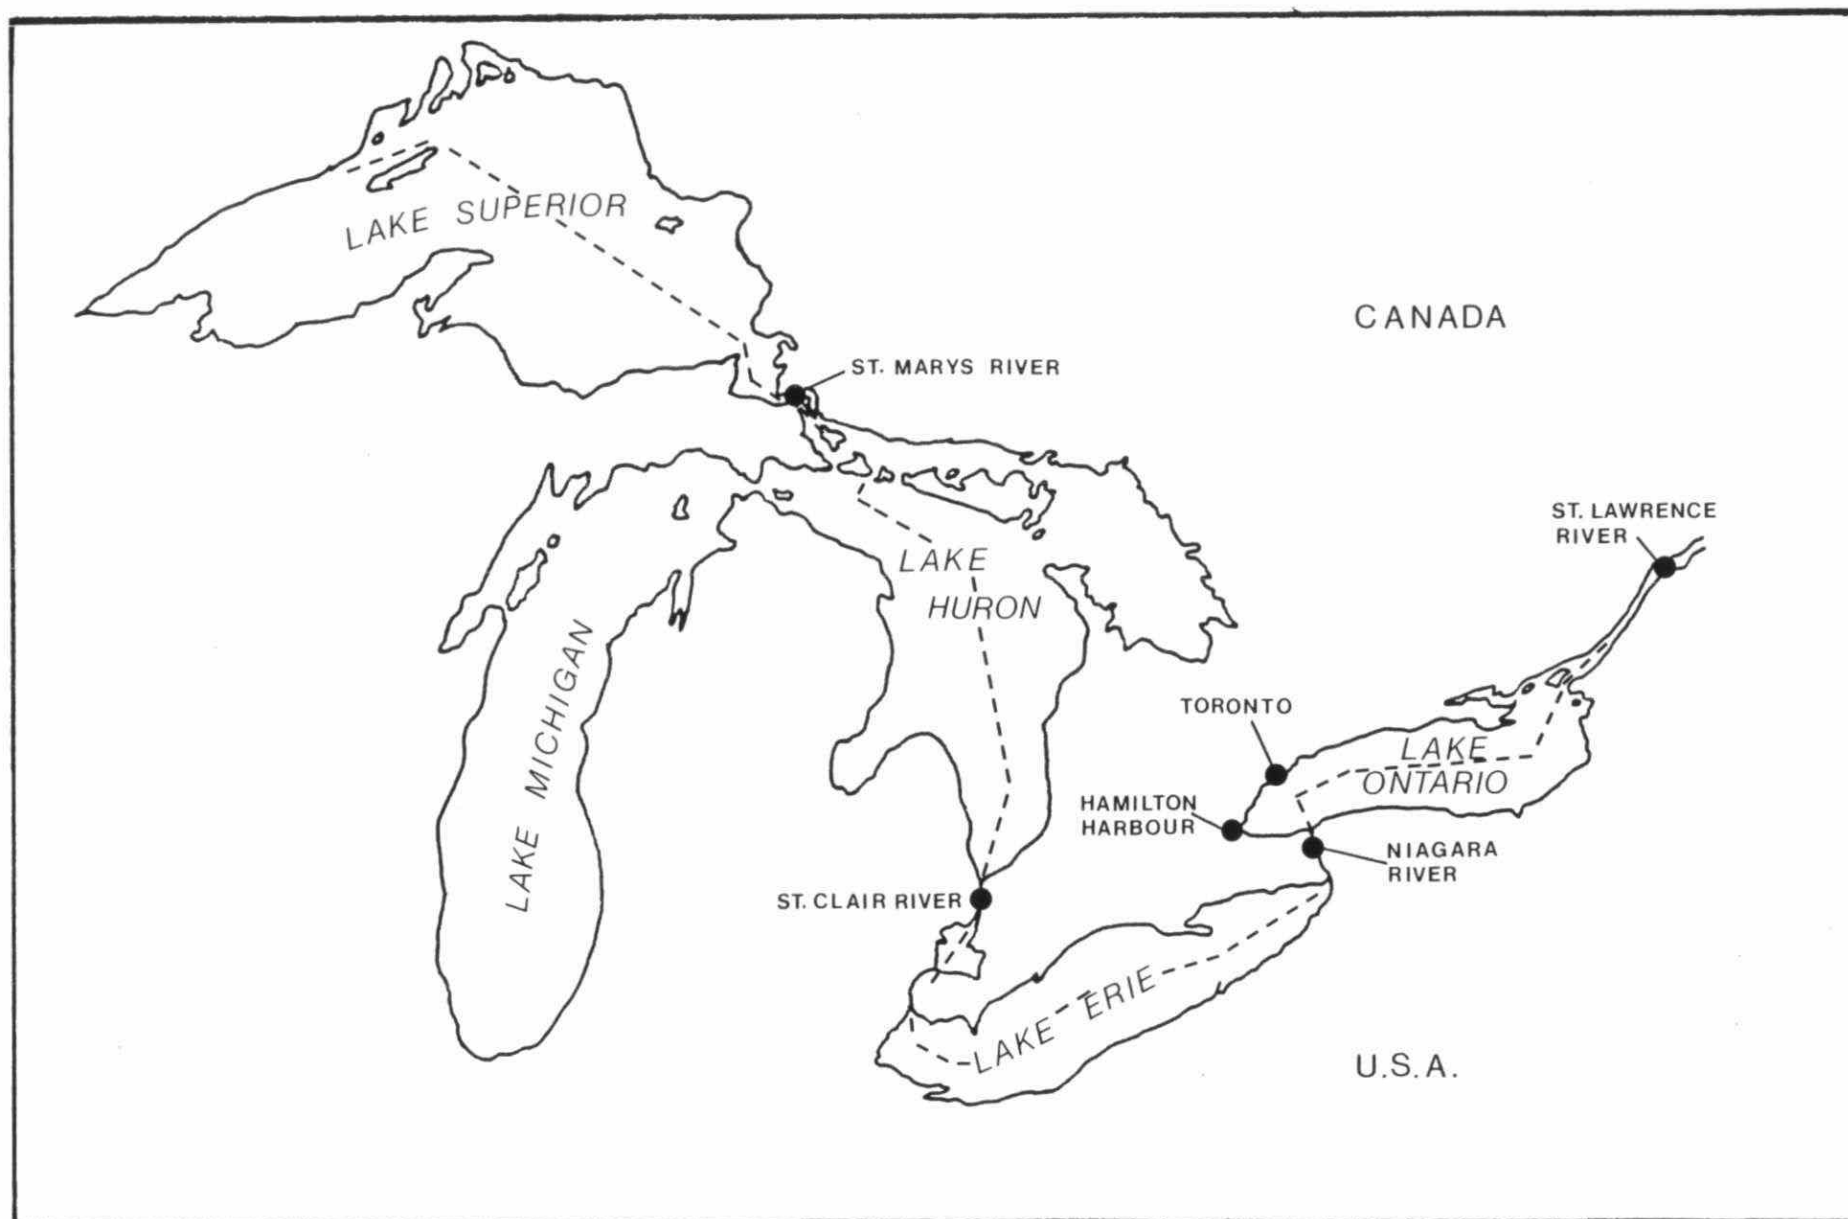 LAKE SUPERIOR
CANADA
ST. MARYS RIVER
ST. LAWRENCE
RIVER
LAKE
HURON
LAKE MICHIGAN
TORONTO
LAKE
ONTARIO
HAMILTON
HARBOUR
NIAGARA
RIVER
ST. CLAIR RIVER
LAKE ERIE
U.S.A.